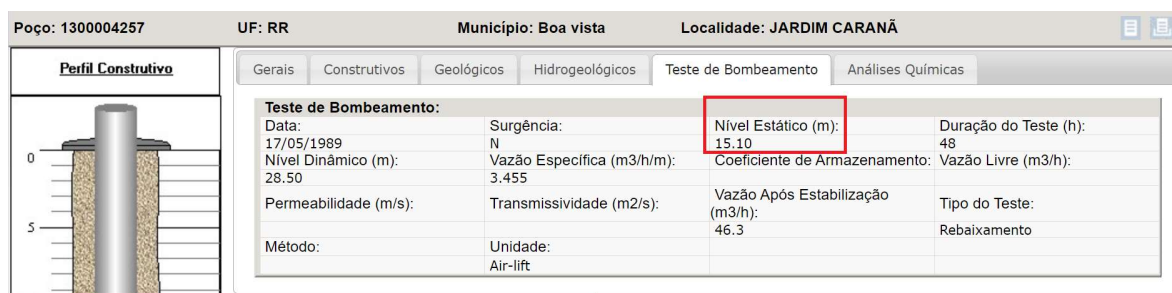 Poço: 1300004257 UF: RR Município: Boa vista Localidade: JARDIM CARANÃ
Perfil Construtivo
0
5
Gerais Construtivos Geológicos Hidrogeológicos Teste de Bombeamento Análises Químicas
Teste de Bombeamento:
Data: Surgência: Nível Estático (m): Duração do Teste (h):
17/05/1989 N 15.10 48
Nível Dinâmico (m): Vazão Específica (m3/h/m): Coeficiente de Armazenamento: Vazão Livre (m3/h):
28.50 3.455
Permeabilidade (m/s): Transmissividade (m2/s): Vazão Após Estabilização (m3/h): Tipo do Teste:
46.3 Rebaixamento
Método: Unidade:
Air-lift